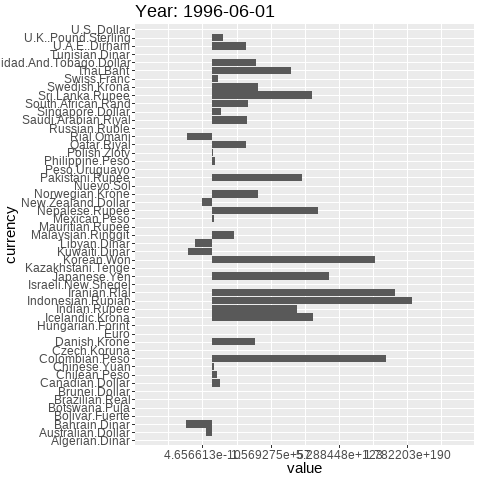 Year: 1996-06-01
U.S. Dollar
U.K. Pound.Sterling
U.A.E. Dirham
Tunisian.Dinar
idad.And.Tobago.Dollar
Thai.Baht
Swiss.Franc
Swedish.Krona
Sri.Lanka.Rupee
South.African.Rand
Singapore.Dollar
Saudi.Arabian.Riyal
Russian.Ruble
Rial.Omani
Qatar.Riyal
Polish.Zloty
Philippine.Peso
Peso.Uruguayo
Pakistani.Rupee
Nuevo.Sol
Norwegian.Krone
New.Zealand.Dollar
Nepalese.Rupee
Mexican.Peso
Mauritian.Rupee
Malaysian.Ringgit
Libyan.Dinar
Kuwaiti.Dinar
Korean.Won
Kazakhstani.Tenge
Japanese.Yen
Israeli.New.Sheqel
Iranian.Rial
Indonesian.Rupiah
Indian.Rupee
Icelandic.Krona
Hungarian.Forint
Euro
Danish.Krone
Czech.Koruna
Colombian.Peso
Chinese.Yuan
Chilean.Peso
Canadian.Dollar
Brunei.Dollar
Brazilian.Real
Botswana.Pula
Bolivar.Fuerte
Bahrain.Dinar
Australian.Dollar
Algerian.Dinar
currency
value